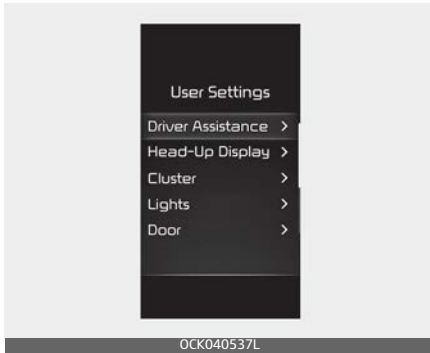 User Settings
Driver Assistance >
Head-Up Display >
Cluster >
Lights >
Door >
OCK040537L